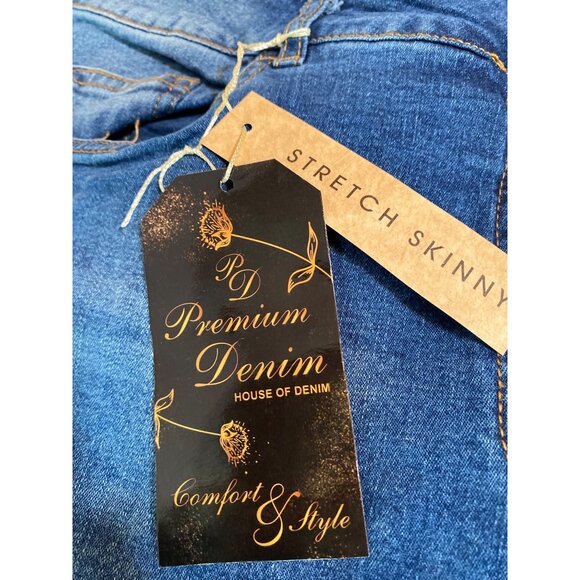 STRETCH SKINNY
PD
Premium
Denim
HOUSE OF DENIM
Comfort & Style